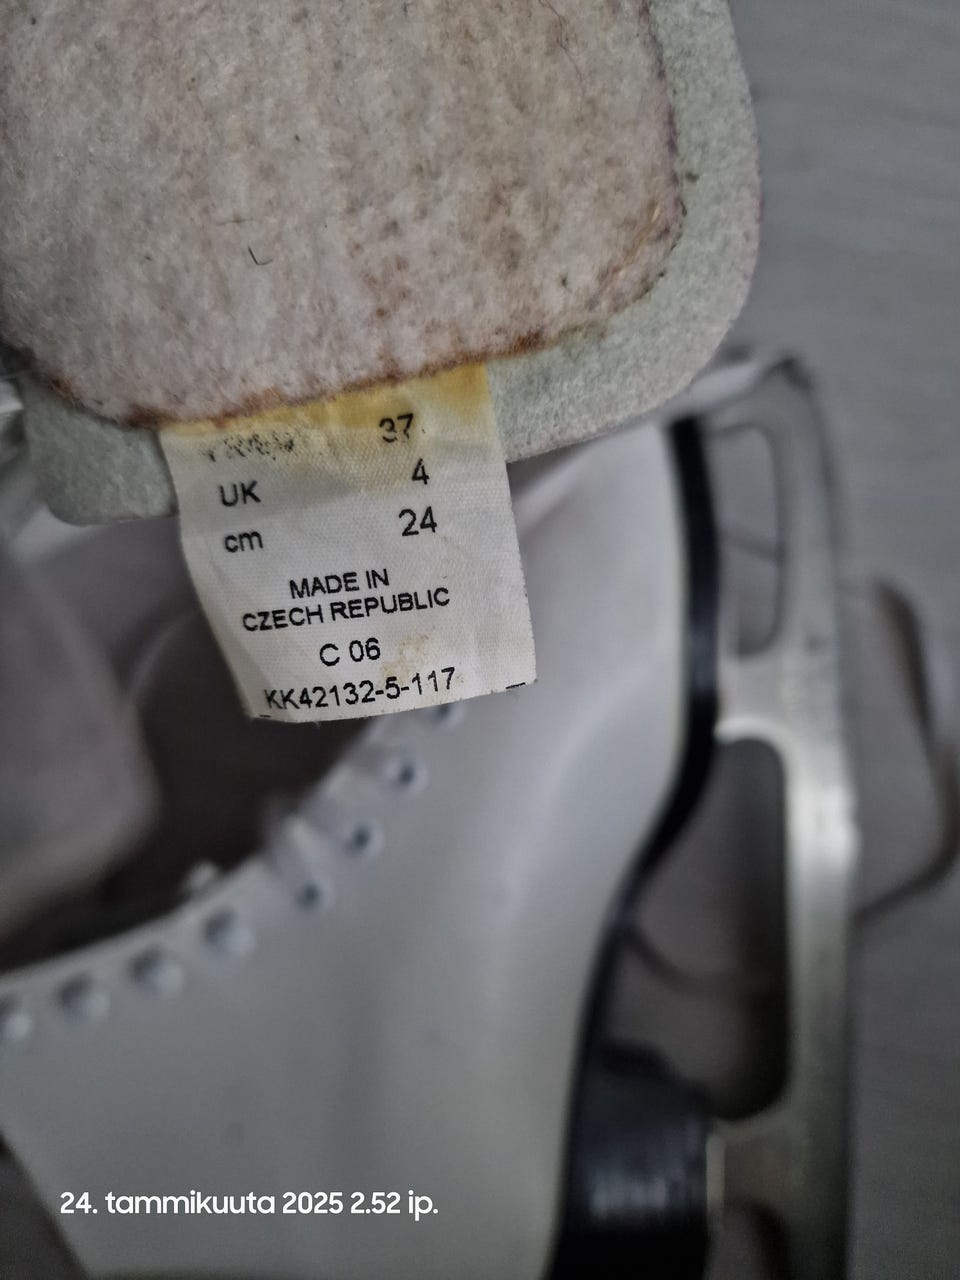 37
UK 4
cm 24
MADE IN
CZECH REPUBLIC
C 06
KK42132-5-117
24. tammikuuta 2025 2.52 ip.